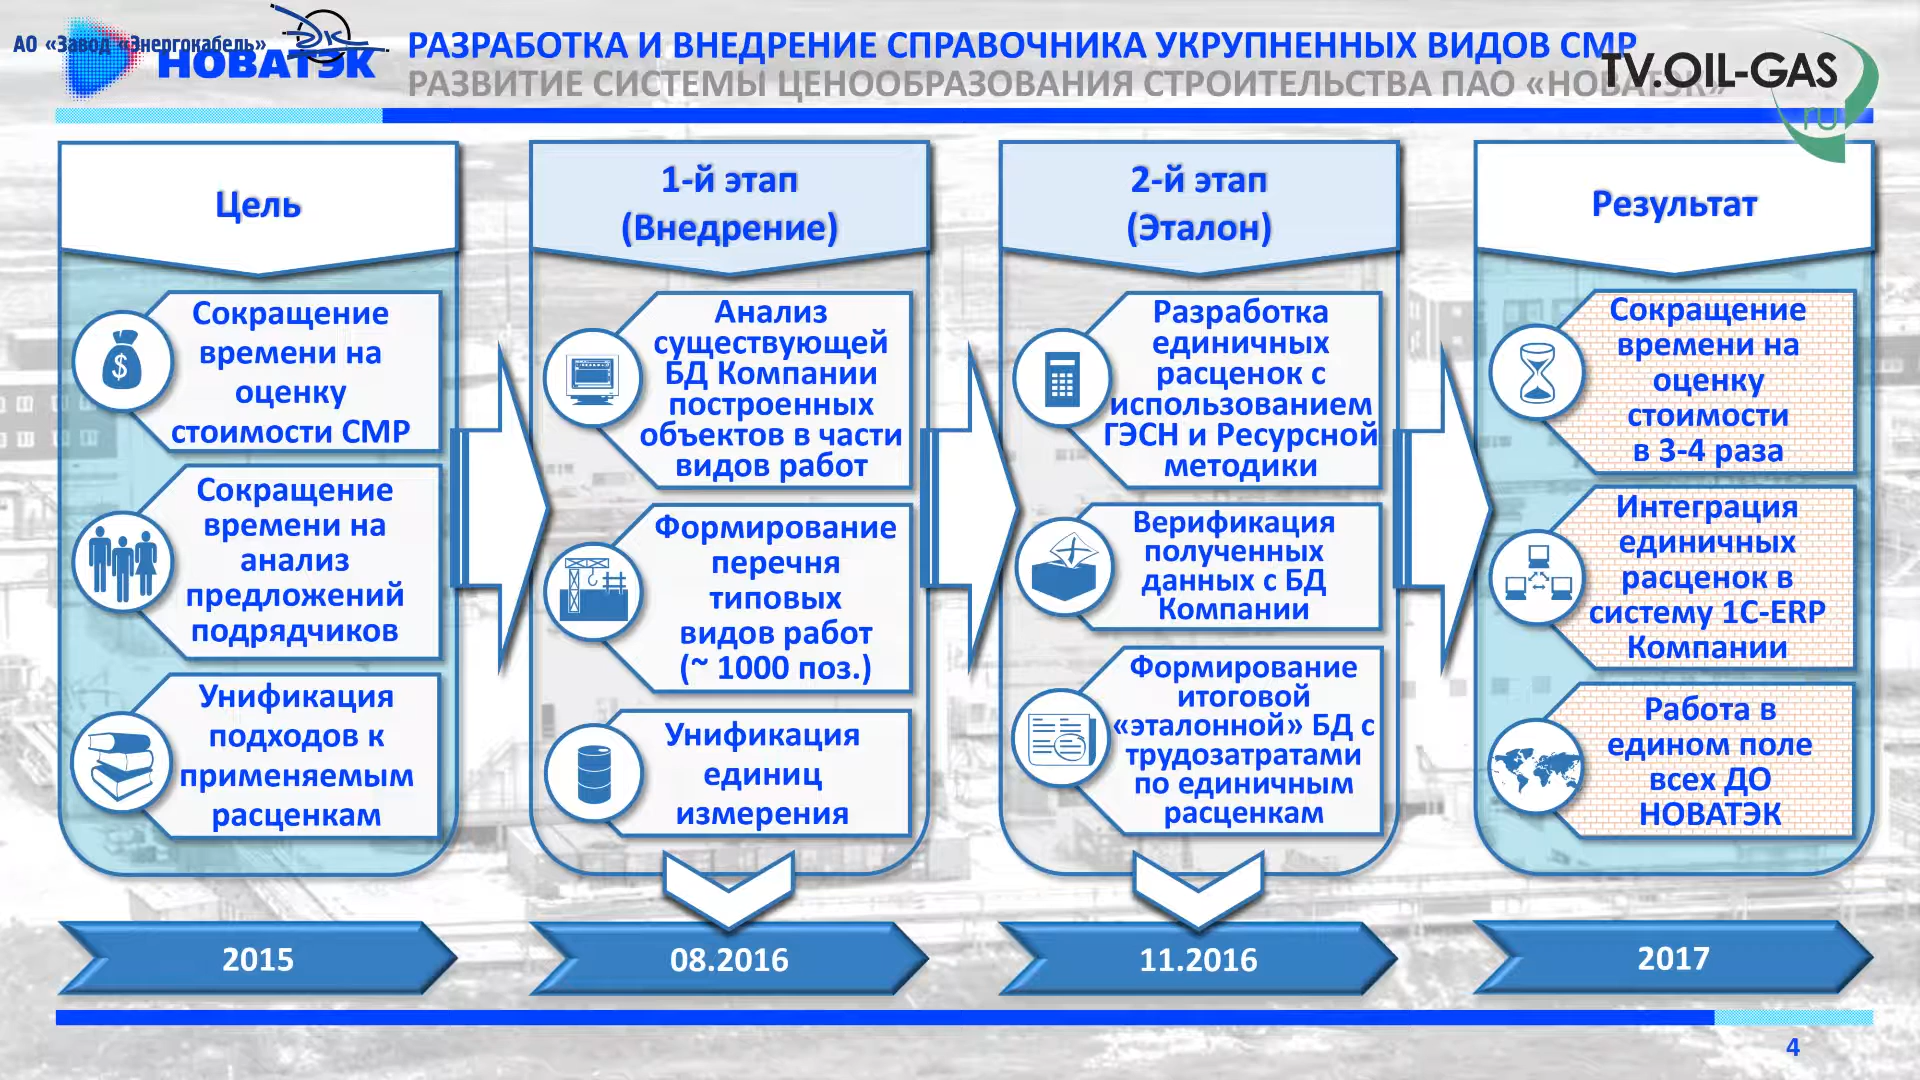 АО «Завод «Энергокабель»
НОВАТЭК
РАЗРАБОТКА И ВНЕДРЕНИЕ СПРАВОЧНИКА УКРУПНЕННЫХ ВИДОВ СМР
РАЗВИТИЕ СИСТЕМЫ ЦЕНООБРАЗОВАНИЯ СТРОИТЕЛЬСТВА ПАО «НОВАТЭК»
TV.OIL-GAS
ru
Цель
Сокращение
времени на
оценку
стоимости СМР
Сокращение
времени на
анализ
предложений
подрядчиков
Унификация
подходов к
применяемым
расценкам
2015
1-й этап
(Внедрение)
Анализ
существующей
БД Компании
построенных
объектов в части
видов работ
Формирование
перечня
типовых
видов работ
(~ 1000 поз.)
Унификация
единиц
измерения
08.2016
2-й этап
(Эталон)
Разработка
единичных
расценок с
использованием
ГЭСН и Ресурсной
методики
Верификация
полученных
данных с БД
Компании
Формирование
итоговой
«эталонной» БД с
трудозатратами
по единичным
расценкам
11.2016
Результат
Сокращение
времени на
оценку
стоимости
в 3-4 раза
Интеграция
единичных
расценок в
систему 1С-ERP
Компании
Работа в
едином поле
всех ДО
НОВАТЭК
2017
4